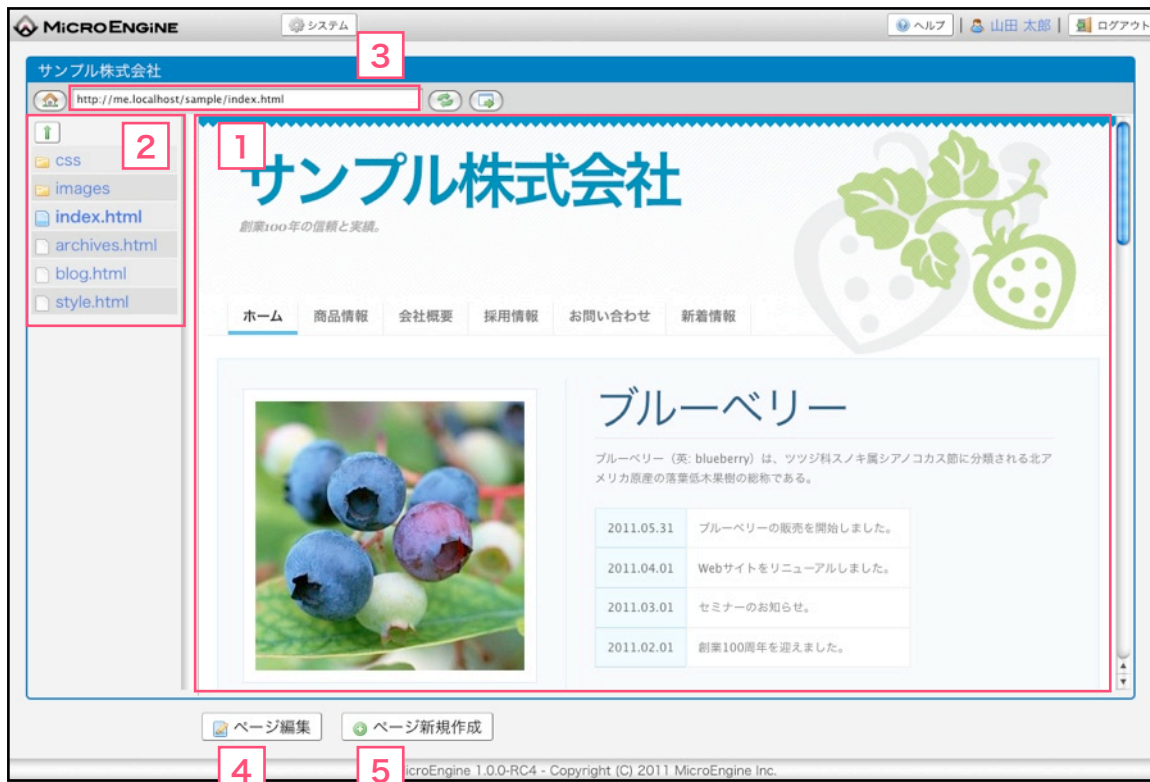 MICROENGINE
システム
ヘルプ | 山田 太郎 | ログアウト
3
サンプル株式会社
http://me.localhost/sample/index.html
2
css
images
index.html
archives.html
blog.html
style.html
1
サンプル株式会社
創業100年の信頼と実績。
ホーム 商品情報 会社概要 採用情報 お問い合わせ 新着情報
ブルーベリー
ブルーベリー（英: blueberry）は、ツツジ科スノキ属シアノコカス節に分類される北ア
メリカ原産の落葉低木果樹の総称である。
2011.05.31 ブルーベリーの販売を開始しました。
2011.04.01 Webサイトをリニューアルしました。
2011.03.01 セミナーのお知らせ。
2011.02.01 創業100周年を迎えました。
ページ編集 ページ新規作成
4 5
icroEngine 1.0.0-RC4 - Copyright (C) 2011 MicroEngine Inc.